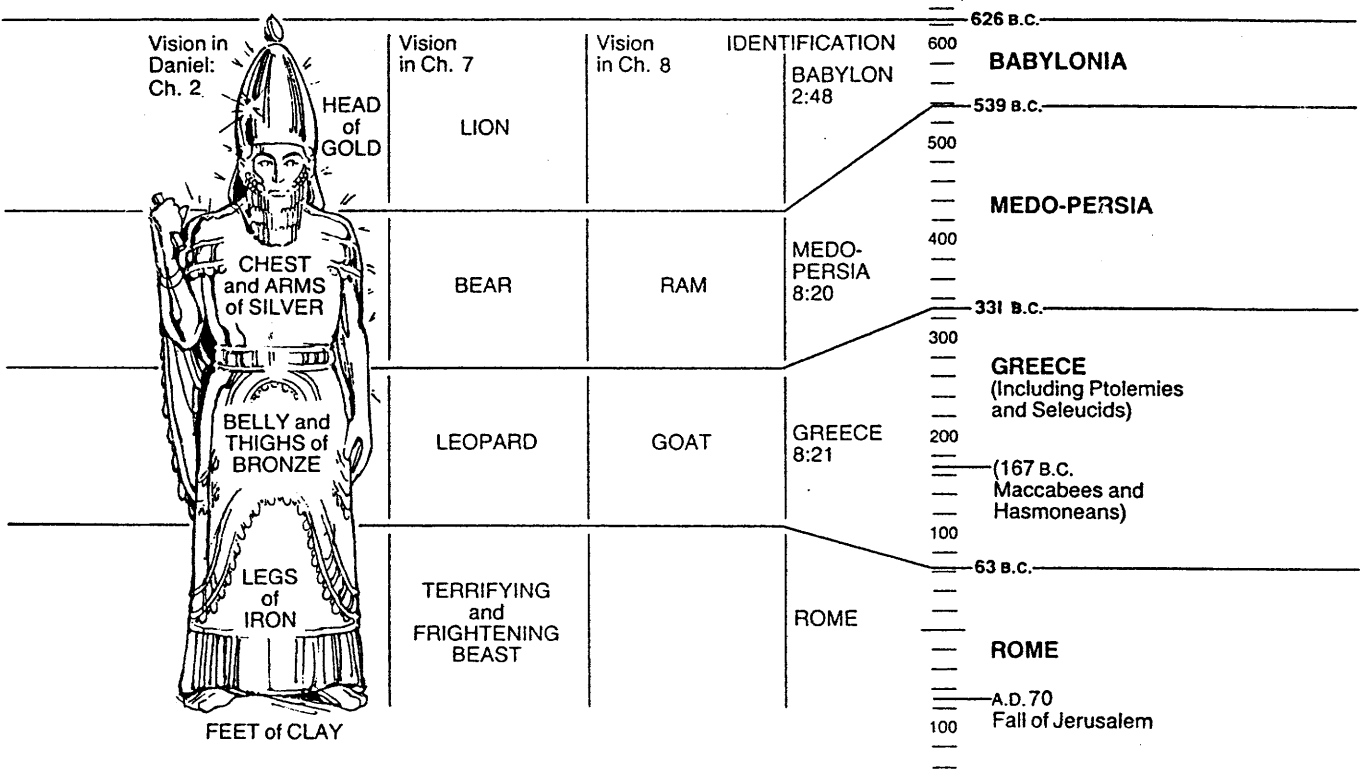 Vision in
Daniel:
Ch. 2
HEAD
of
GOLD
CHEST
and ARMS
of SILVER
BELLY and
THIGHS of
BRONZE
LEGS
of
IRON
FEET of CLAY
Vision
in Ch. 7
LION
BEAR
LEOPARD
TERRIFYING
and
FRIGHTENING
BEAST
Vision
in Ch. 8
RAM
GOAT
IDENTIFICATION
BABYLON
2:48
MEDO-
PERSIA
8:20
GREECE
8:21
ROME
626 B.C.
600
BABYLONIA
539 B.C.
500
MEDO-PERSIA
400
331 B.C.
300
GREECE
(Including Ptolemies
and Seleucids)
200
(167 B.C.
Maccabees and
Hasmoneans)
100
63 B.C.
ROME
A.D. 70
Fall of Jerusalem
100